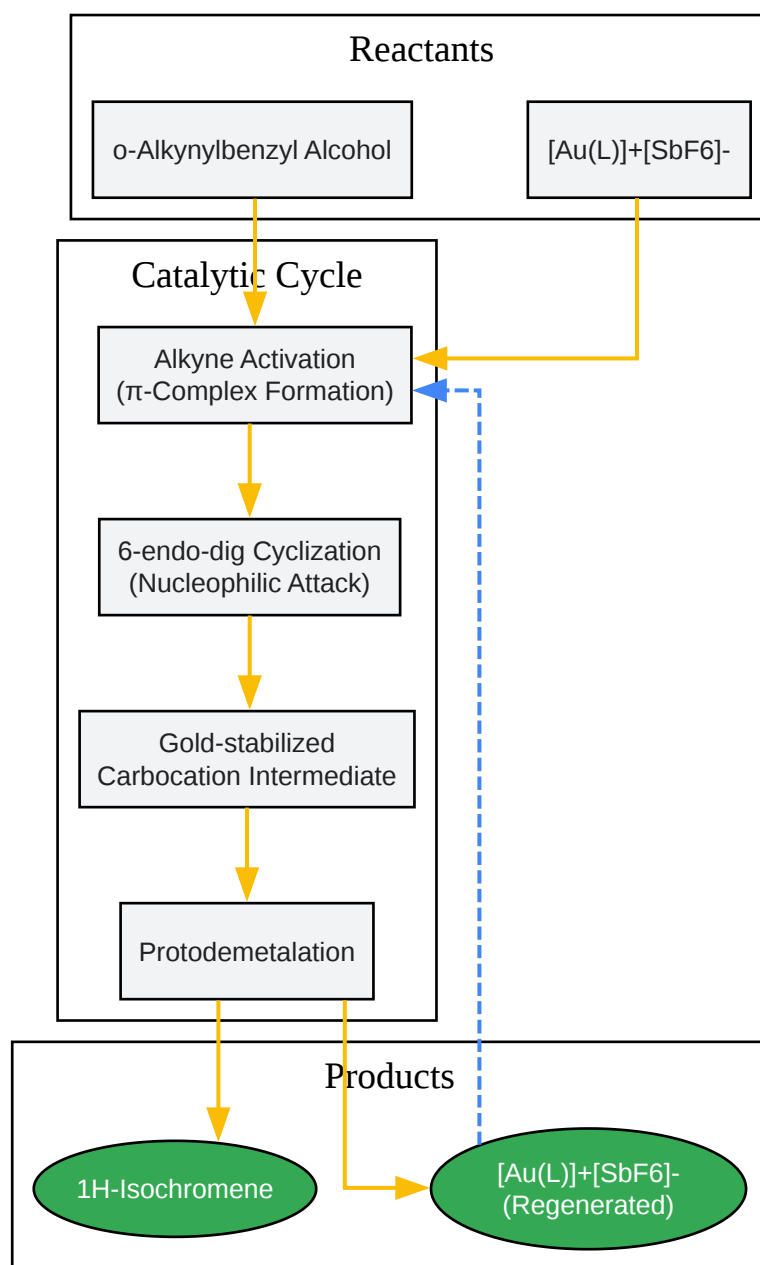 Reactants
o-Alkynylbenzyl Alcohol
[Au(L)]+[SbF6]-
Catalytic Cycle
Alkyne Activation
(π-Complex Formation)
6-endo-dig Cyclization
(Nucleophilic Attack)
Gold-stabilized
Carbocation Intermediate
Protodemetalation
Products
1H-Isochromene
[Au(L)]+[SbF6]-
(Regenerated)